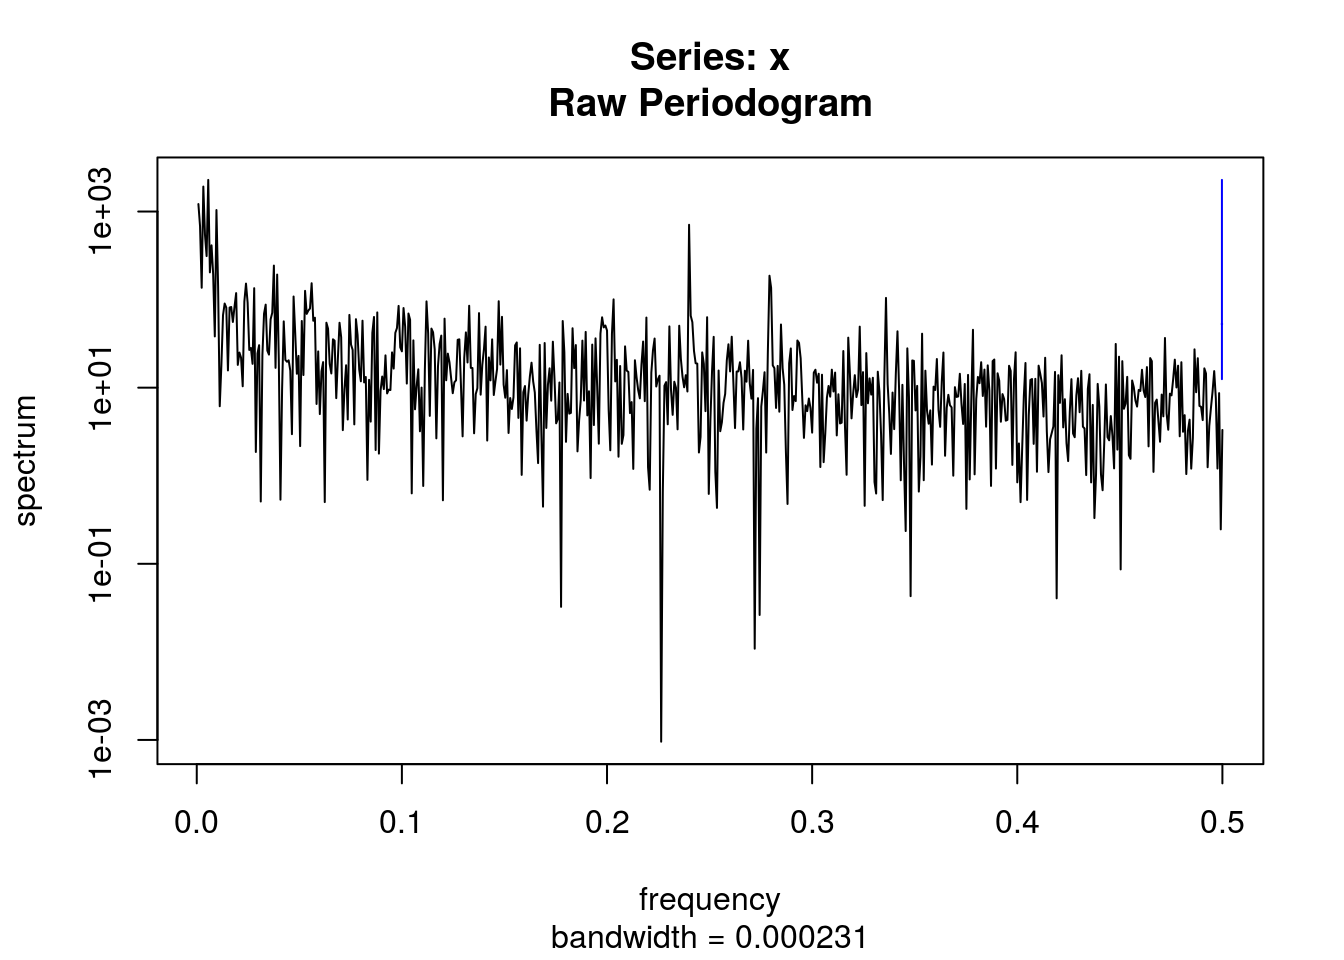 Series: x
Raw Periodogram
1e+03
1e+01
1e-01
1e-03
spectrum
0.0 0.1 0.2 0.3 0.4 0.5
frequency
bandwidth = 0.000231